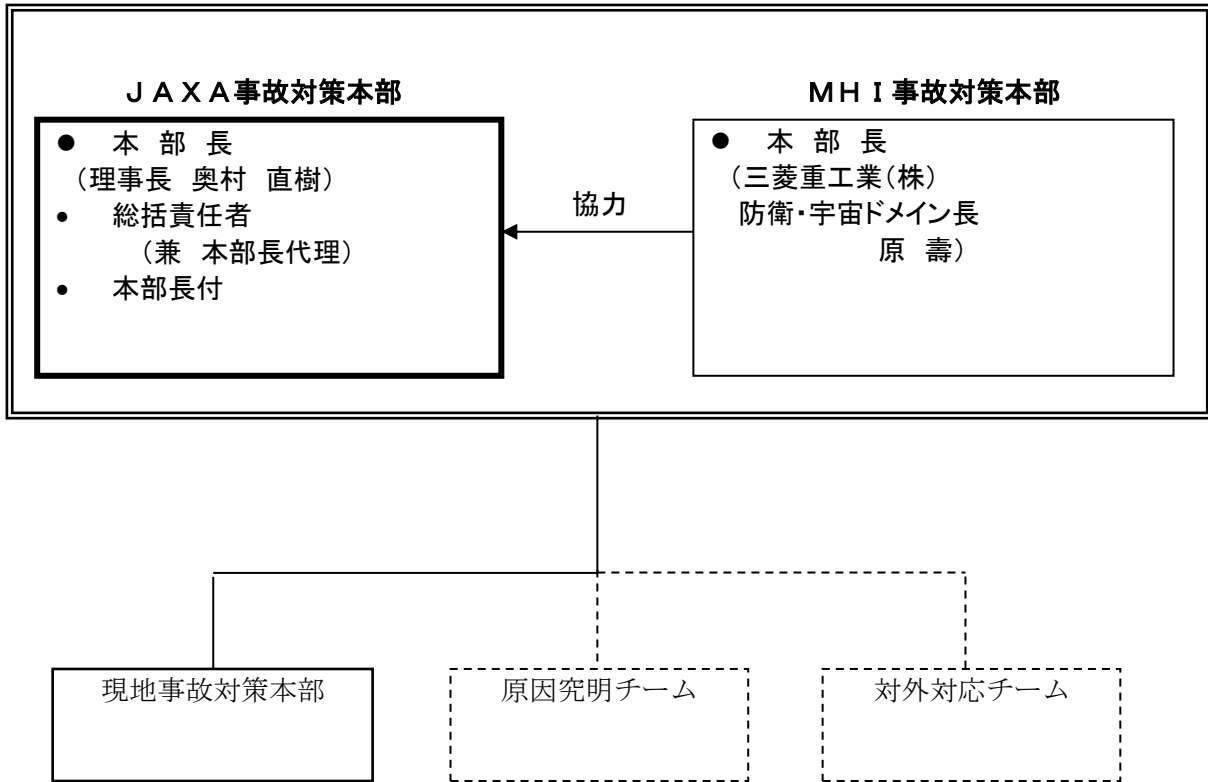 ＪＡＸＡ事故対策本部
● 本 部 長
（理事長 奥村 直樹）
• 総括責任者
（兼 本部長代理）
• 本部長付
協力
ＭＨＩ事故対策本部
● 本 部 長
（三菱重工業（株）
防衛・宇宙ドメイン長
原 壽）
現地事故対策本部
原因究明チーム
対外対応チーム